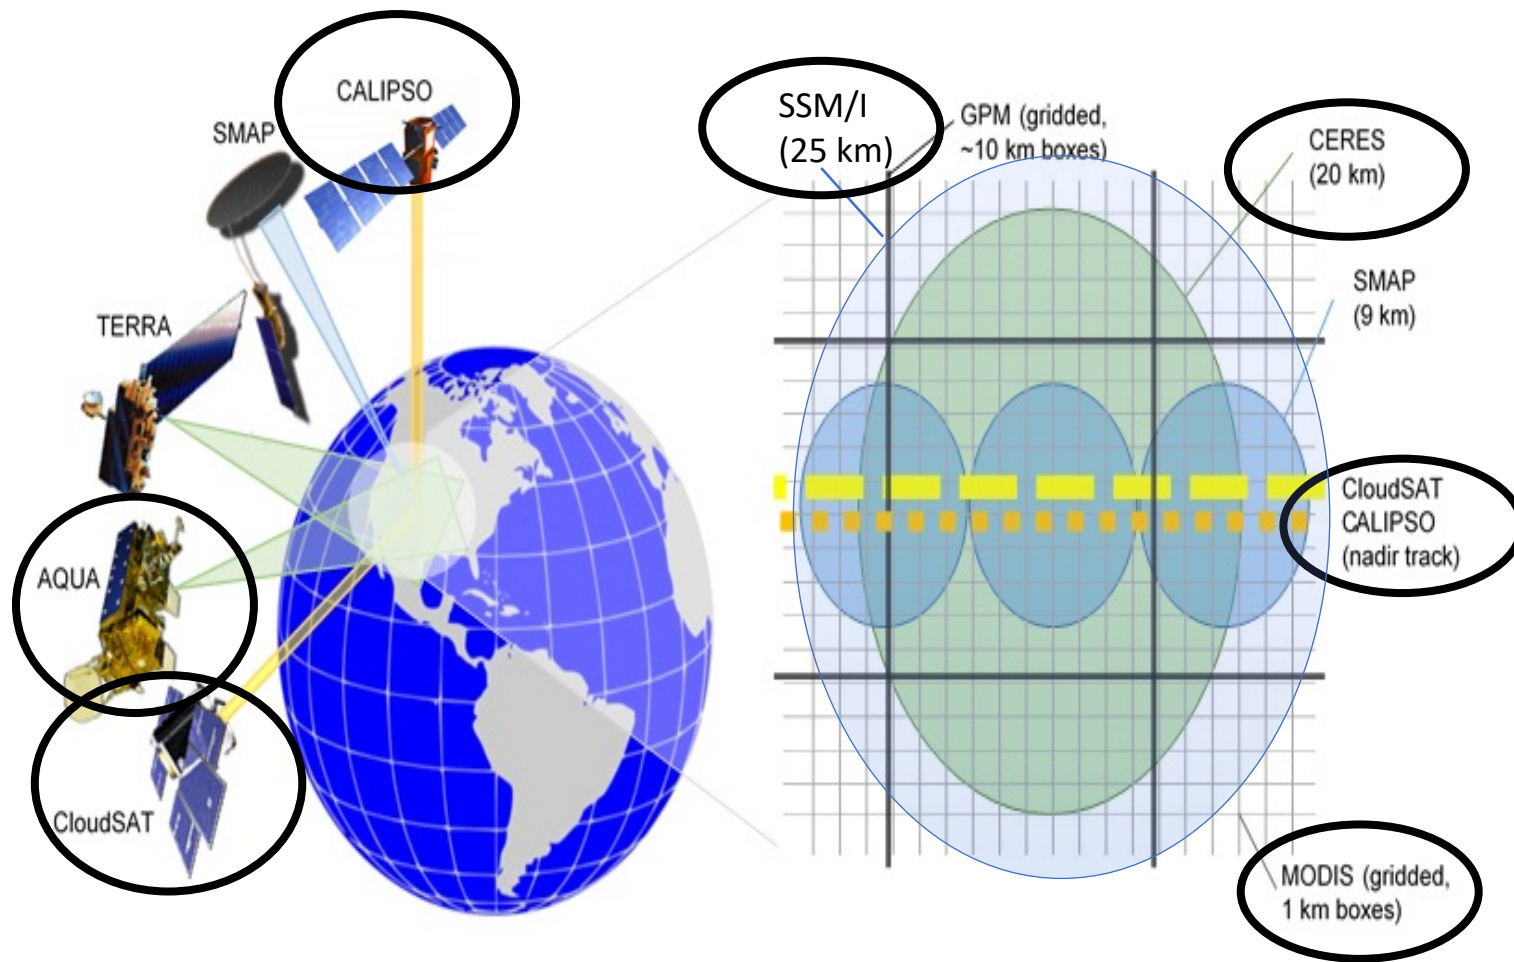 CALIPSO
SMAP
TERRA
AQUA
CloudSAT
SSM/I
(25 km)
GPM (gridded,
~10 km boxes)
CERES
(20 km)
SMAP
(9 km)
CloudSAT
CALIPSO
(nadir track)
MODIS (gridded,
1 km boxes)